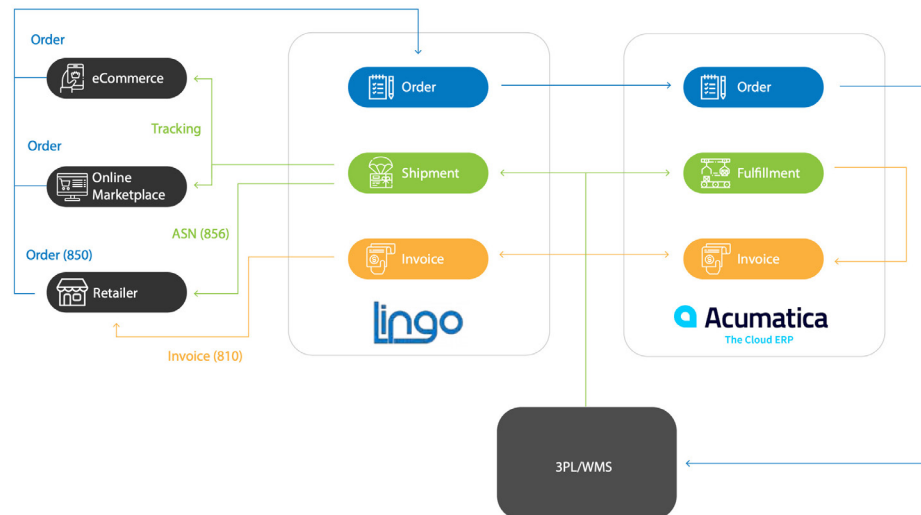 Order
eCommerce
Tracking
Order
Online
Marketplace
ASN (856)
Order (850)
Retailer
Invoice (810)
Order
Shipment
Invoice
Lingo
Order
Fulfillment
Invoice
Acumatica
The Cloud ERP
3PL/WMS